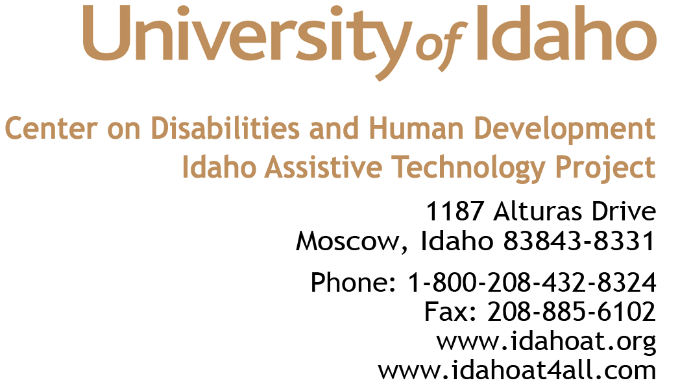 University of Idaho
Center on Disabilities and Human Development
Idaho Assistive Technology Project
1187 Alturas Drive
Moscow, Idaho 83843-8331
Phone: 1-800-208-432-8324
Fax: 208-885-6102
www.idahoat.org
www.idahoat4all.com